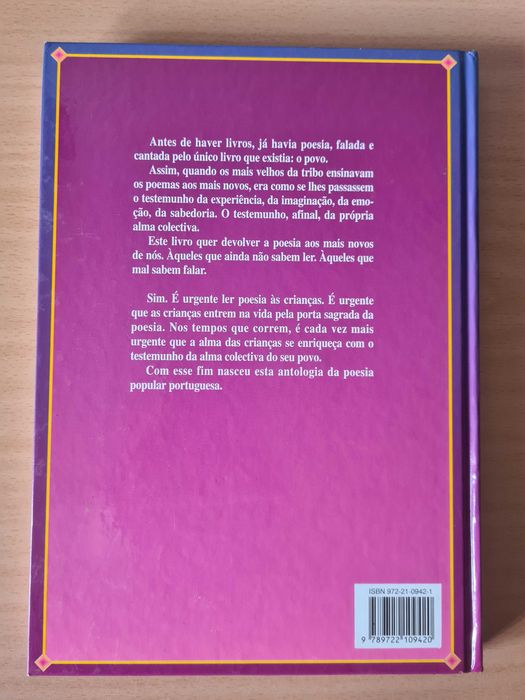 Antes de haver livros, já havia poesia, falada e
cantada pelo único livro que existia: o povo.
Assim, quando os mais velhos da tribo ensinavam
os poemas aos mais novos, era como se lhes passassem
o testemunho da experiência, da imaginação, da emo-
ção, da sabedoria. O testemunho, afinal, da própria
alma colectiva.
Este livro quer devolver a poesia aos mais novos
de nós. Àqueles que ainda não sabem ler. Àqueles que
mal sabem falar.
Sim. É urgente ler poesia às crianças. É urgente
que as crianças entrem na vida pela porta sagrada da
poesia. Nos tempos que correm, é cada vez mais
urgente que a alma das crianças se enriqueça com o
testemunho da alma colectiva do seu povo.
Com esse fim nasceu esta antologia da poesia
popular portuguesa.
ISBN 972-21-0942-1
9 789722 109420